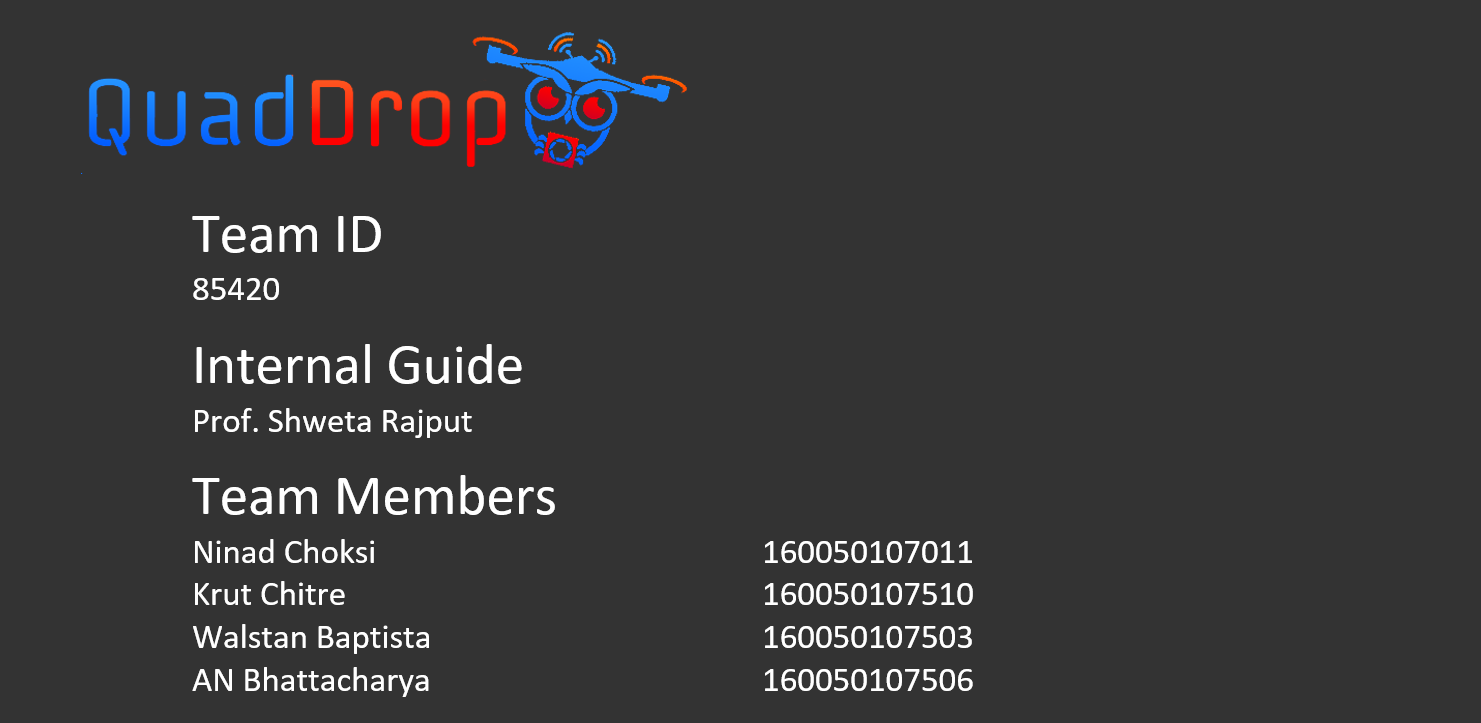 QuadDrop
Team ID
85420
Internal Guide
Prof. Shweta Rajput
Team Members
Ninad Choksi 160050107011
Krut Chitre 160050107510
Walstan Baptista 160050107503
AN Bhattacharya 160050107506